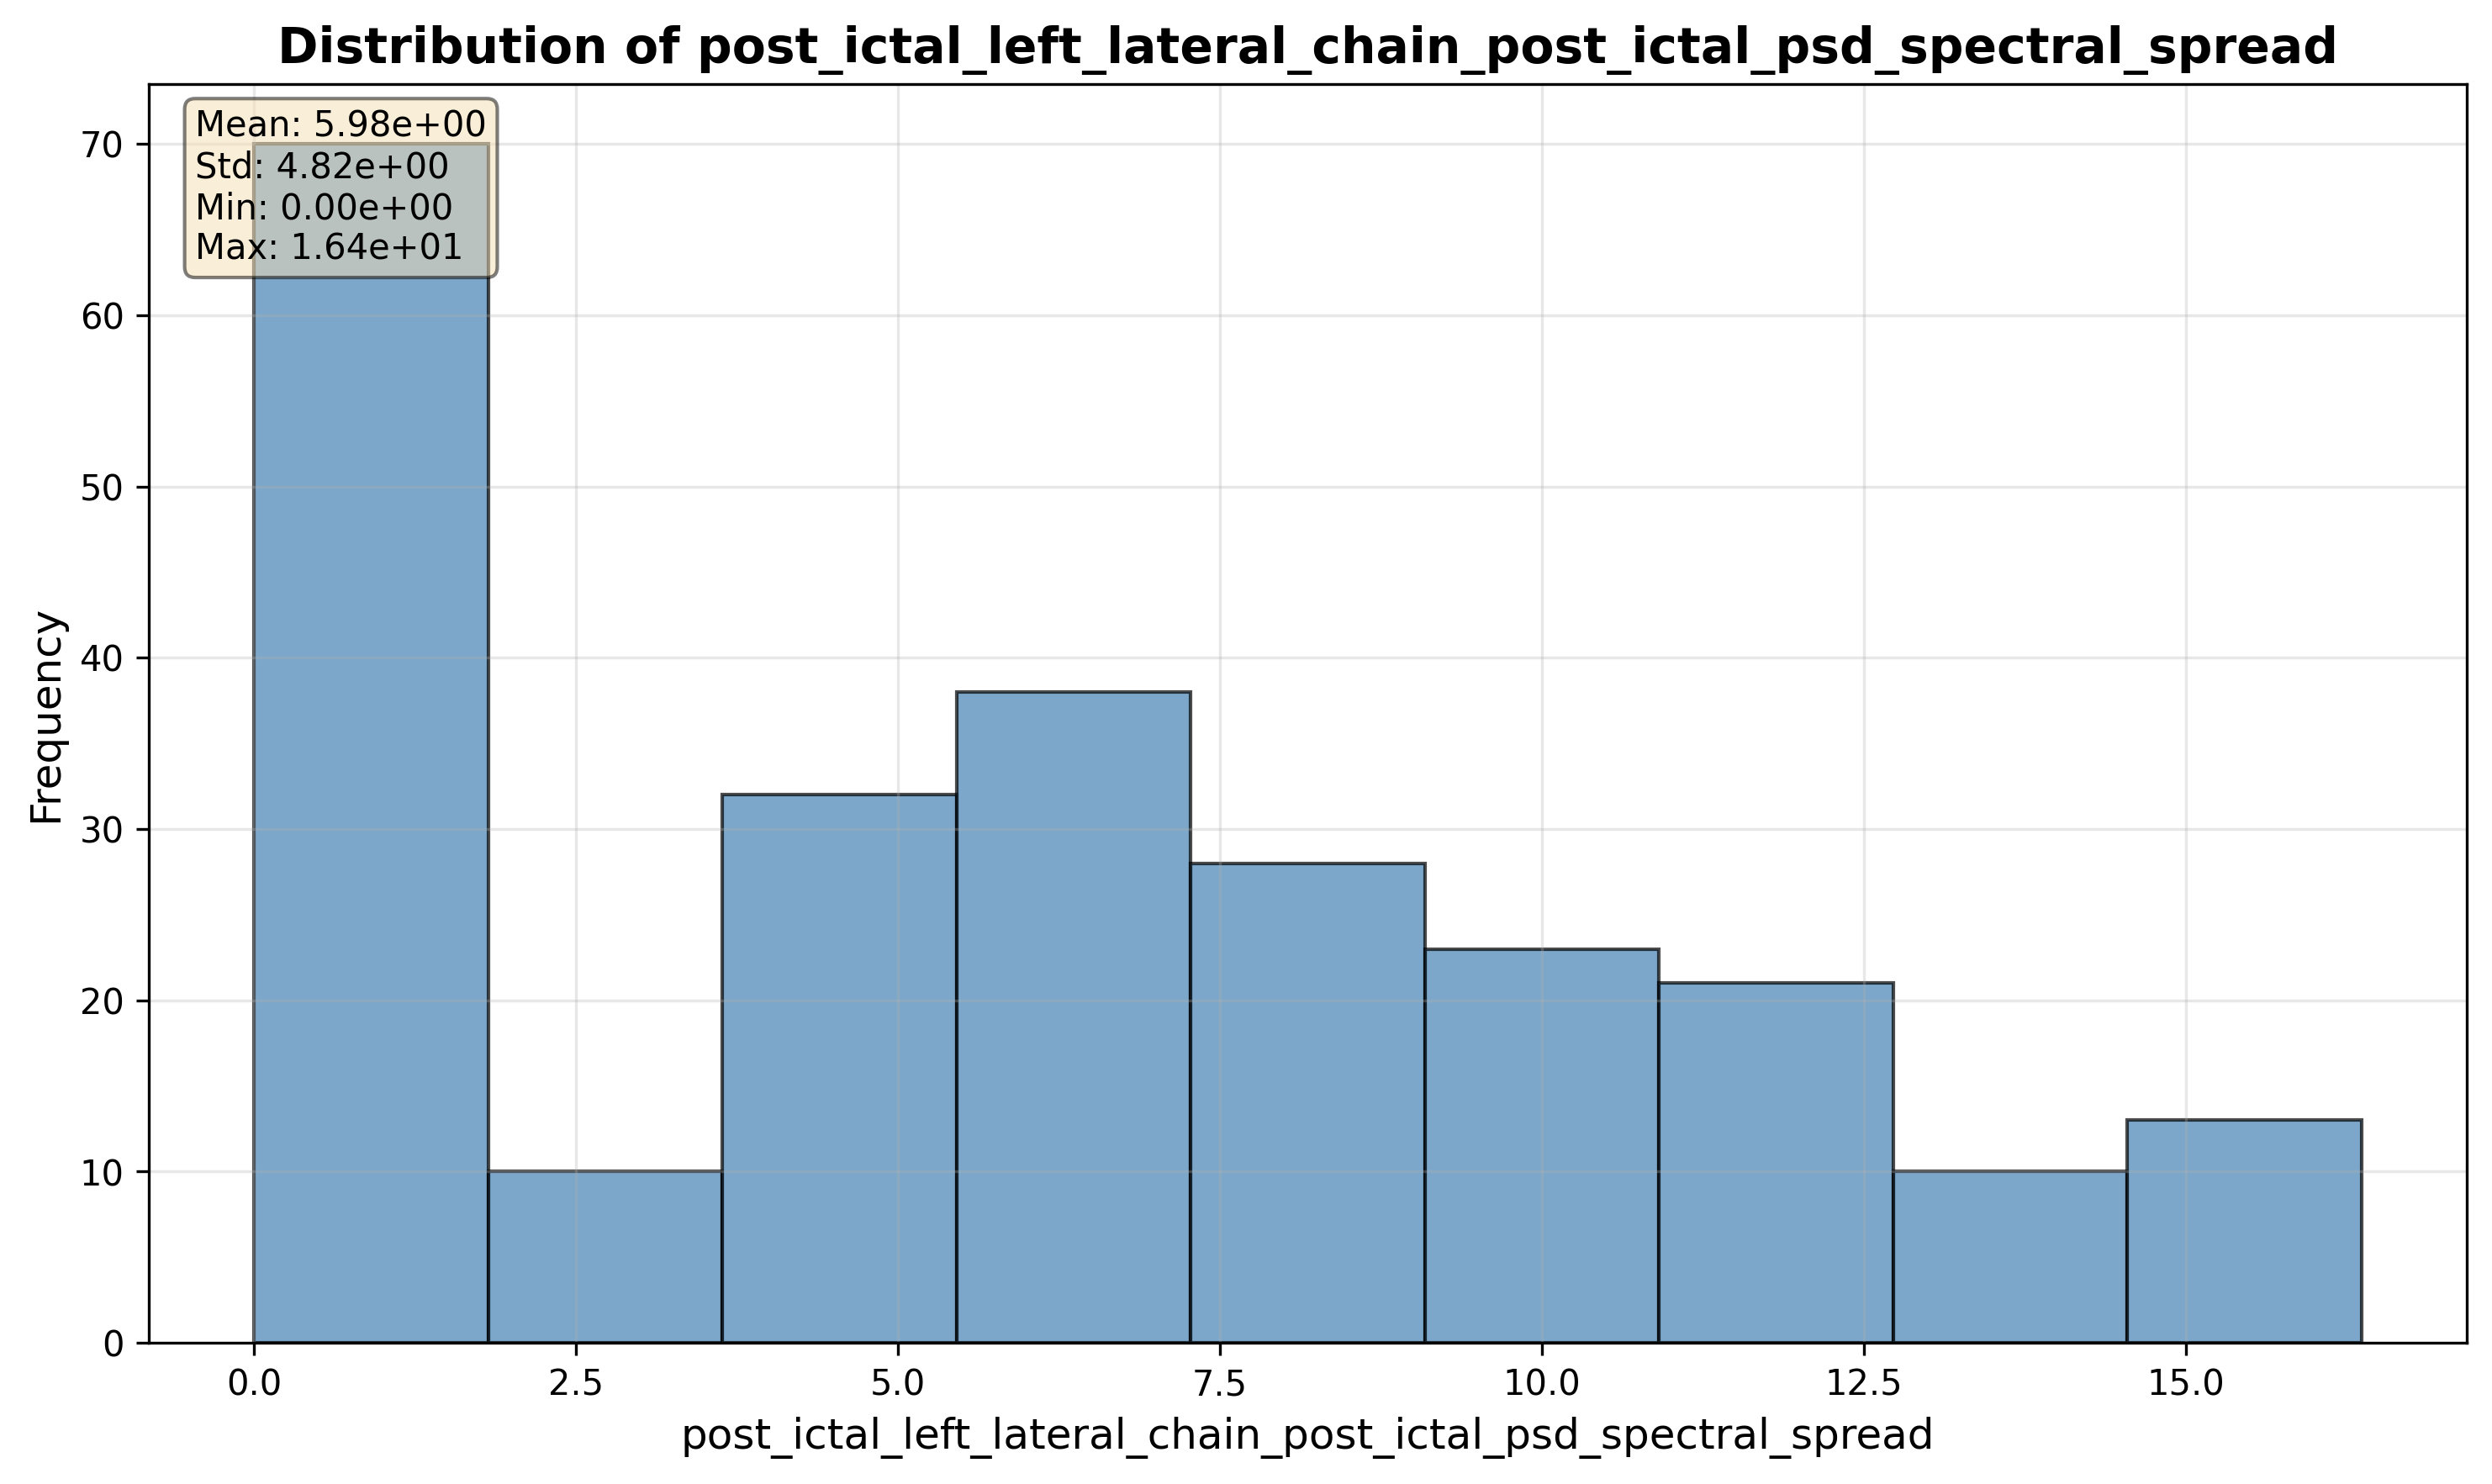 Distribution of post_ictal_left_lateral_chain_post_ictal_psd_spectral_spread
Mean: 5.98e+00
Std: 4.82e+00
Min: 0.00e+00
Max: 1.64e+01
Frequency
70
60
50
40
30
20
10
0
0.0 2.5 5.0 7.5 10.0 12.5 15.0
post_ictal_left_lateral_chain_post_ictal_psd_spectral_spread